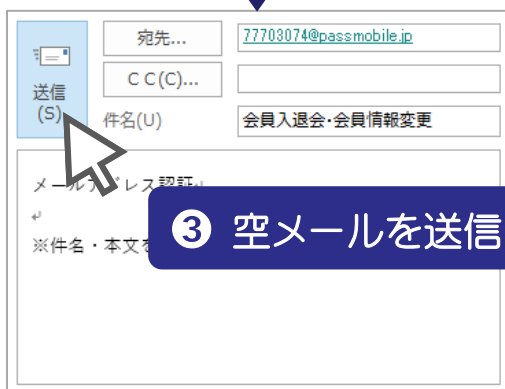 宛先...
77703074@passmobile.jp
送信
(S)
C C(C)...
件名(U)
会員入退会・会員情報変更
メールアドレス認証↵
↵
※件名・本文を
❸ 空メールを送信